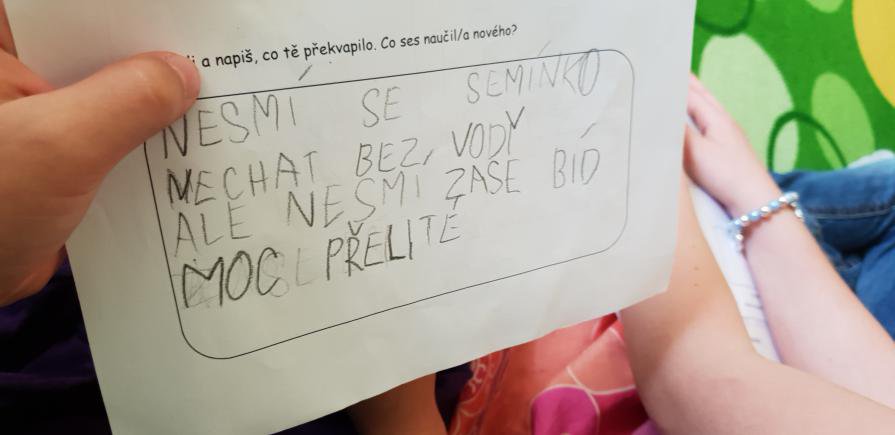 i a napiš, co tě překvapilo. Co ses naučil/a nového?
NESMÍ SE SEMÍNKO
NECHAT BEZ, VODY
ALE NESMI ZASE BÍD
MOC PŘELITÉ